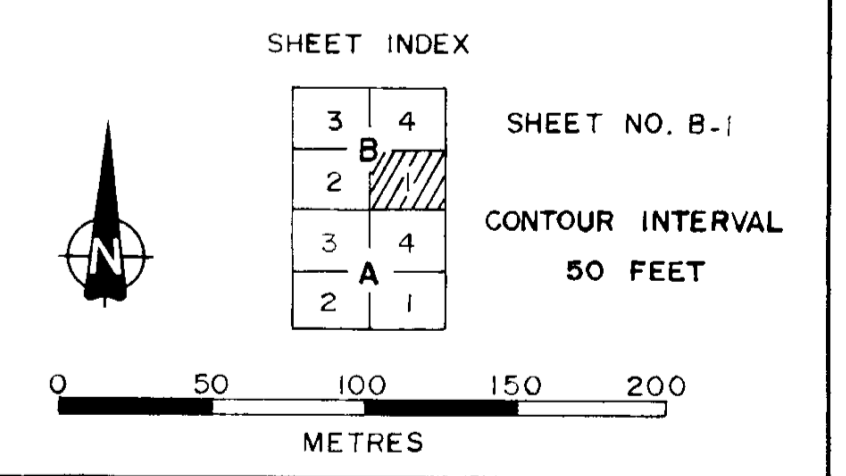 SHEET INDEX
3 4
B
2 1
3 4
A
2 1
SHEET NO. B-1
CONTOUR INTERVAL
50 FEET
N
0 50 100 150 200
METRES